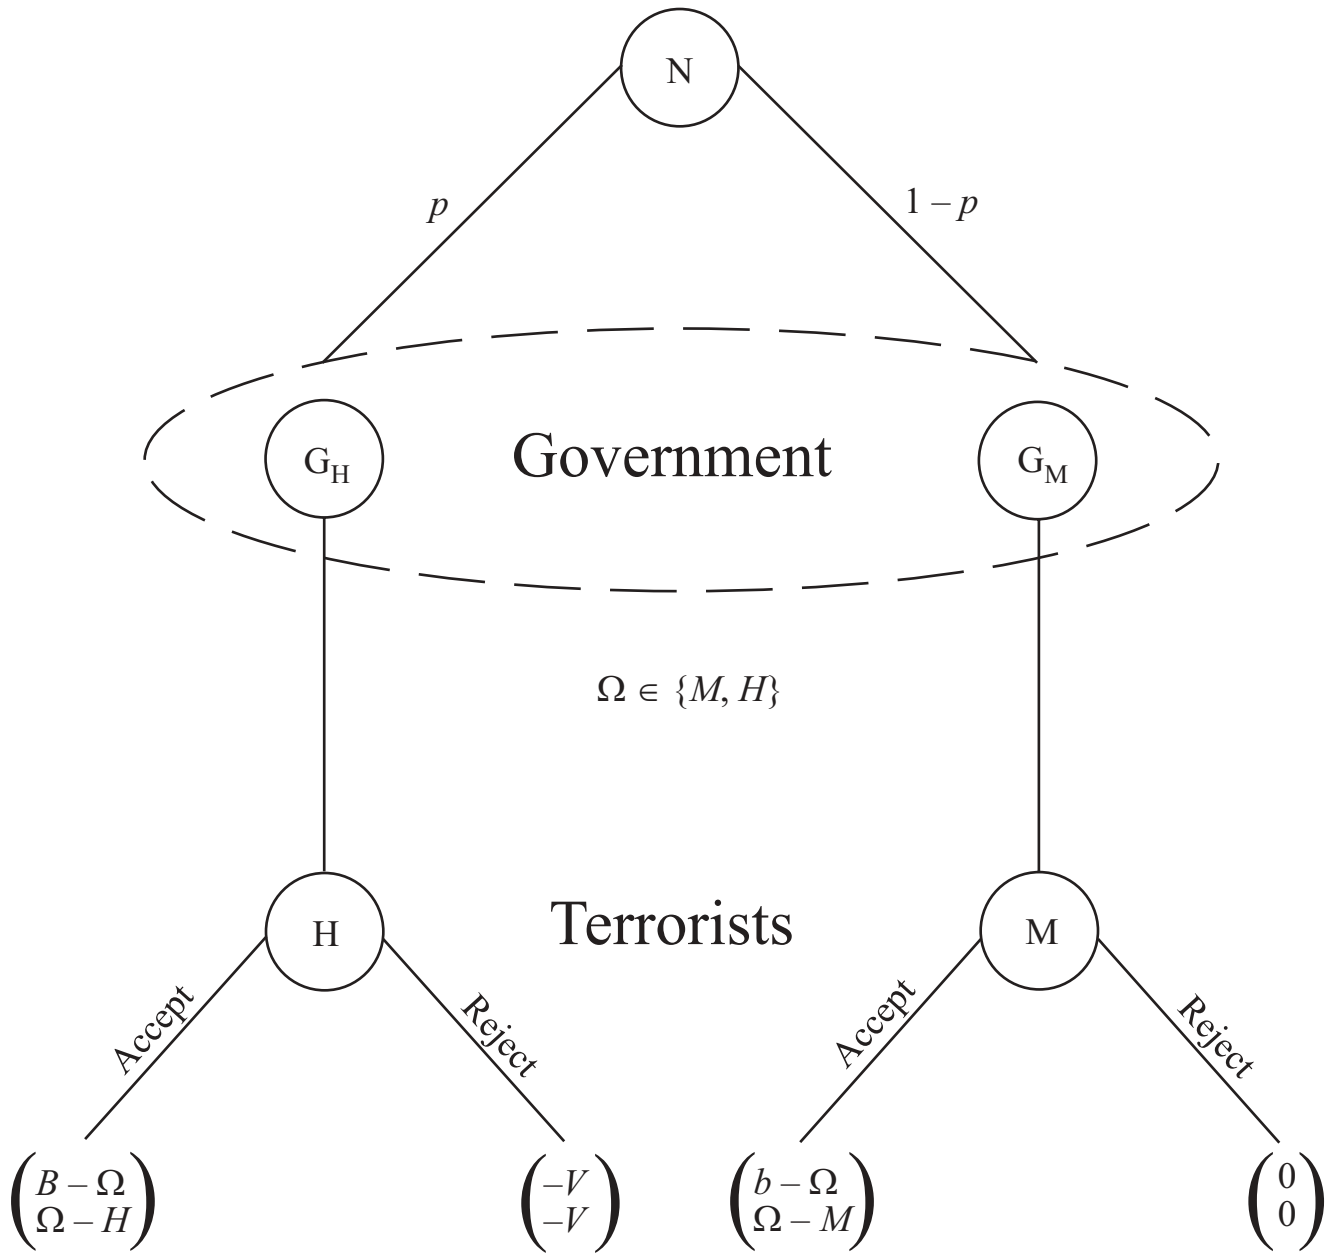 N
p
1 – p
G_H
Government
G_M
Ω ∈ {M, H}
H
Terrorists
M
Accept
Reject
Accept
Reject
B – Ω
Ω – H
–V
–V
b – Ω
Ω – M
0
0